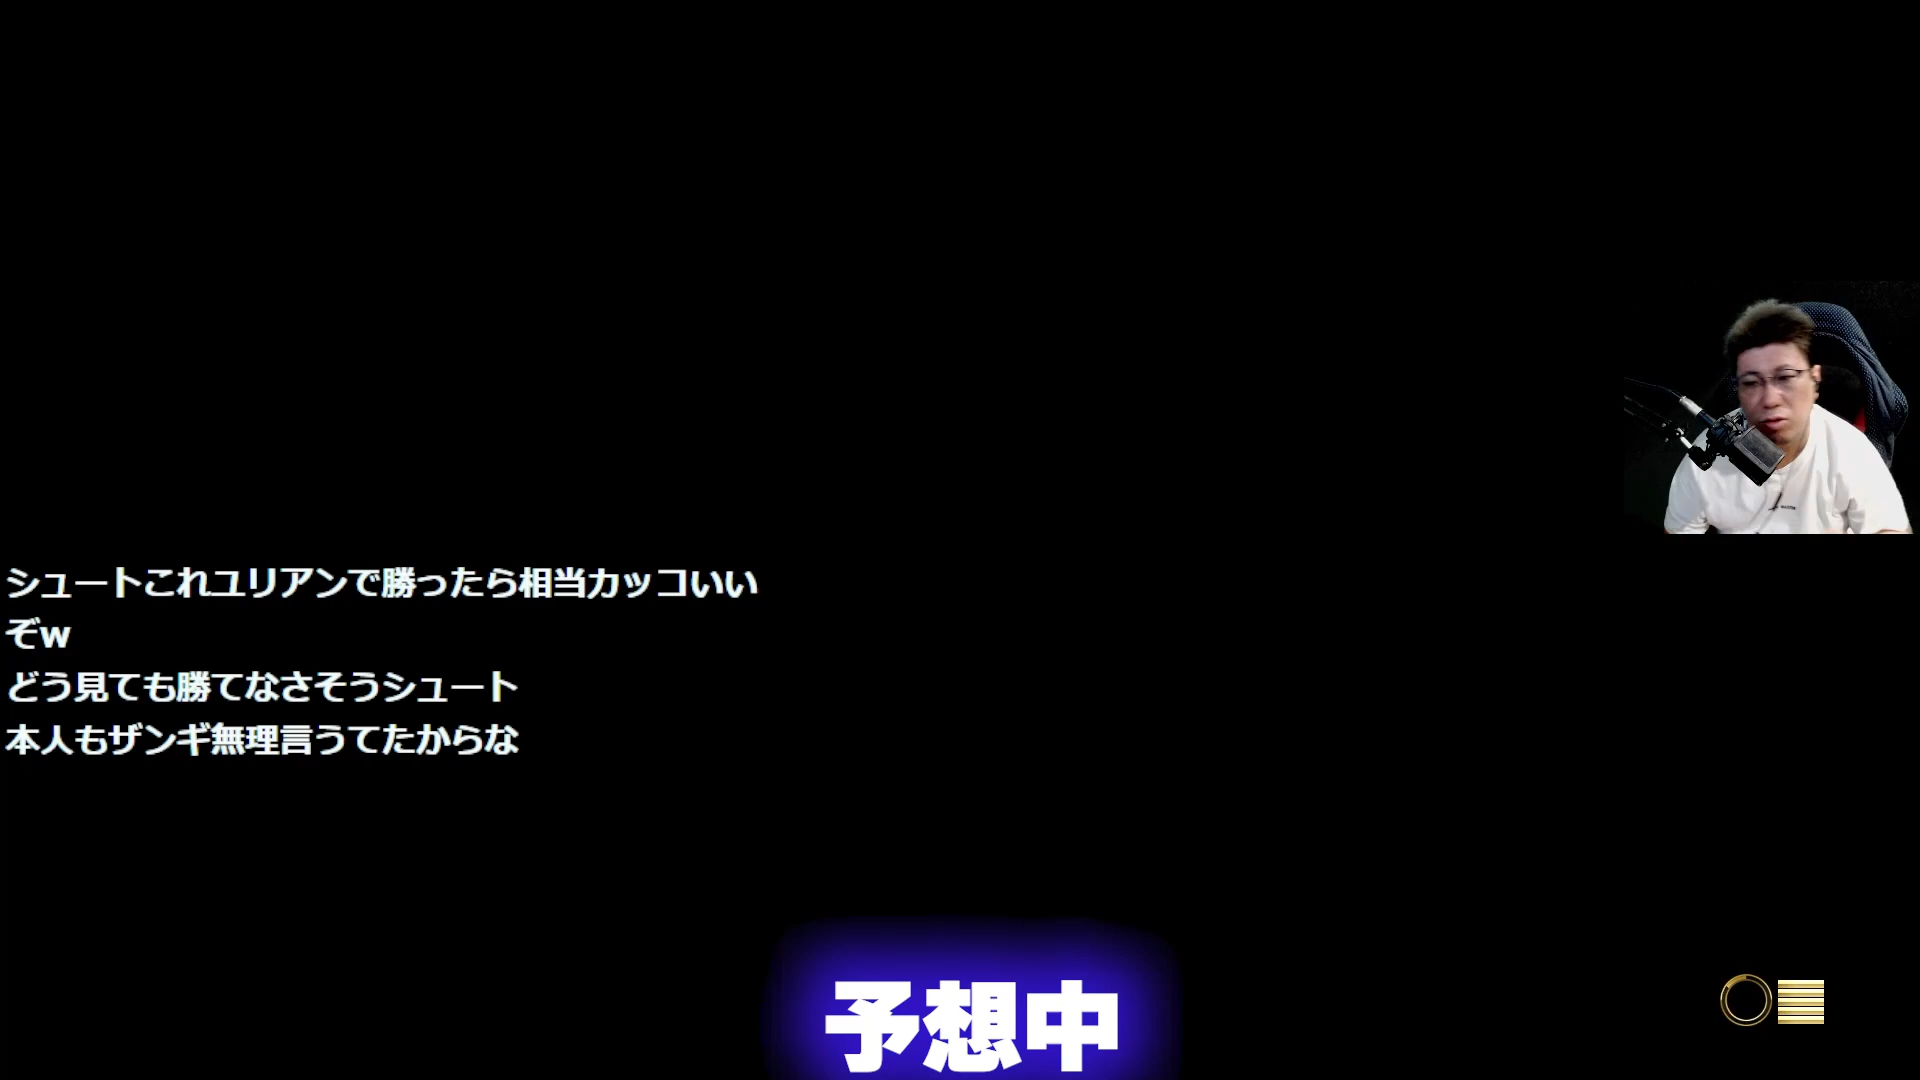 シュートこれユリアンで勝ったら相当カッコいい
ぞw
どう見ても勝てなさそうシュート
本人もザンギ無理言うてたからな
予想中